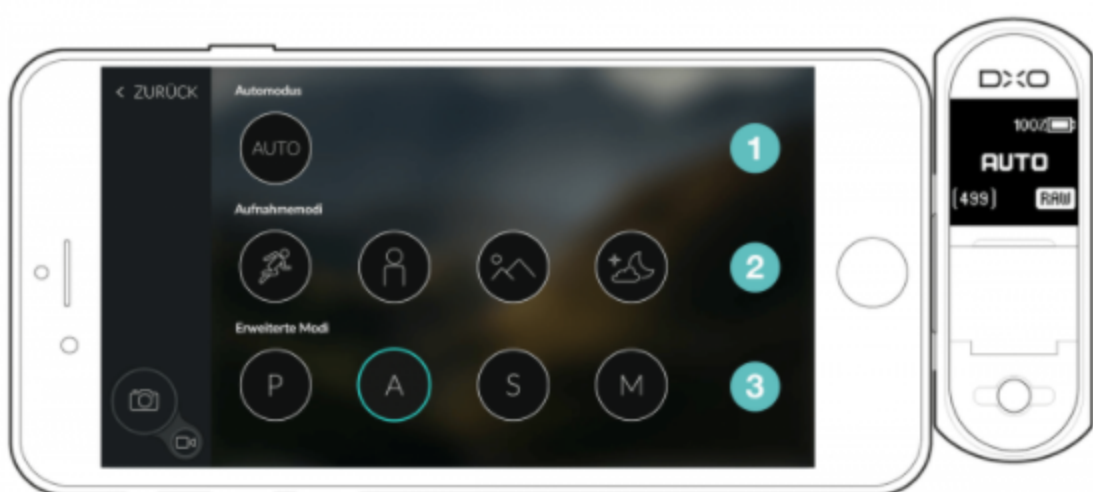 < ZURÜCK
Automodus
AUTO
1
Aufnahmemodi
2
Erweiterte Modi
P A S M
3
DXO
100%
AUTO
(499) RAW